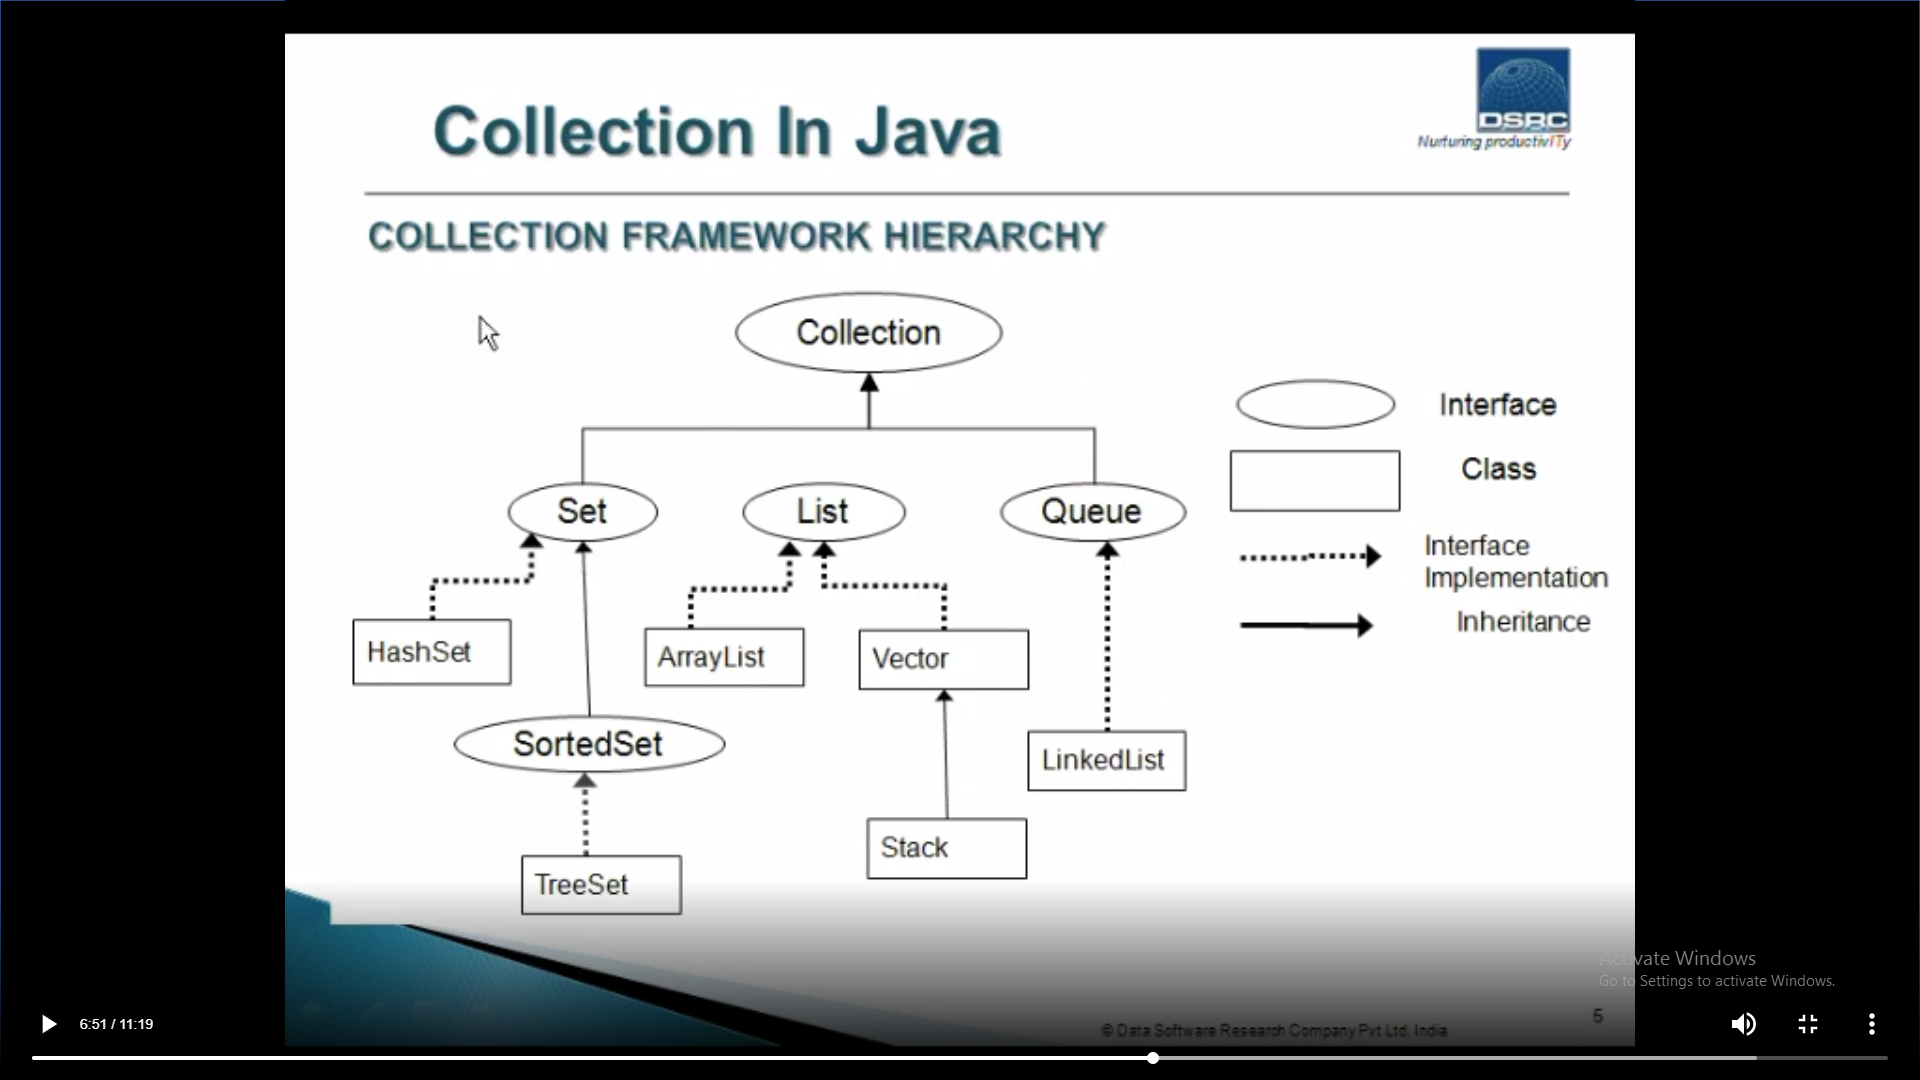 DSRC
Nurturing productivITy
Collection In Java
COLLECTION FRAMEWORK HIERARCHY
Collection
Interface
Class
Set
List
Queue
Interface
Implementation
Inheritance
HashSet
ArrayList
Vector
SortedSet
LinkedList
Stack
TreeSet
Activate Windows
Go to Settings to activate Windows.
5
6:51 / 11:19
© Data Software Research Company Pvt Ltd. India